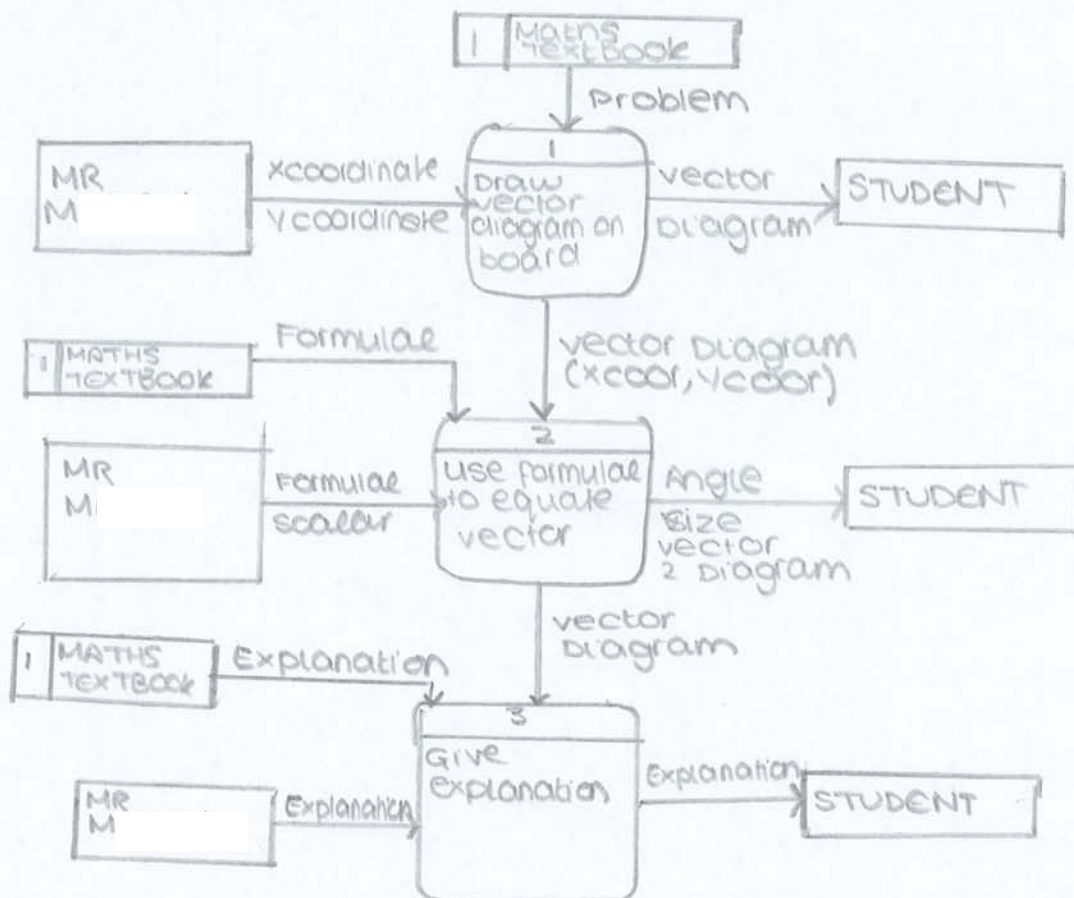 1 MATHS
TEXTBOOK
Problem
1
MR
M
xcoordinate
ycoordinate
Draw
vector
diagram on
board
vector
Diagram
STUDENT
1 MATHS
TEXTBOOK
Formulae
vector Diagram
(xcoor, ycoor)
2
MR
M
Formulae
scalar
use formulae
to equate
vector
Angle
size
vector
2 Diagram
STUDENT
vector
Diagram
1 MATHS
TEXTBOOK
Explanation
3
MR
M
Explanation
Give
explanation
Explanation
STUDENT